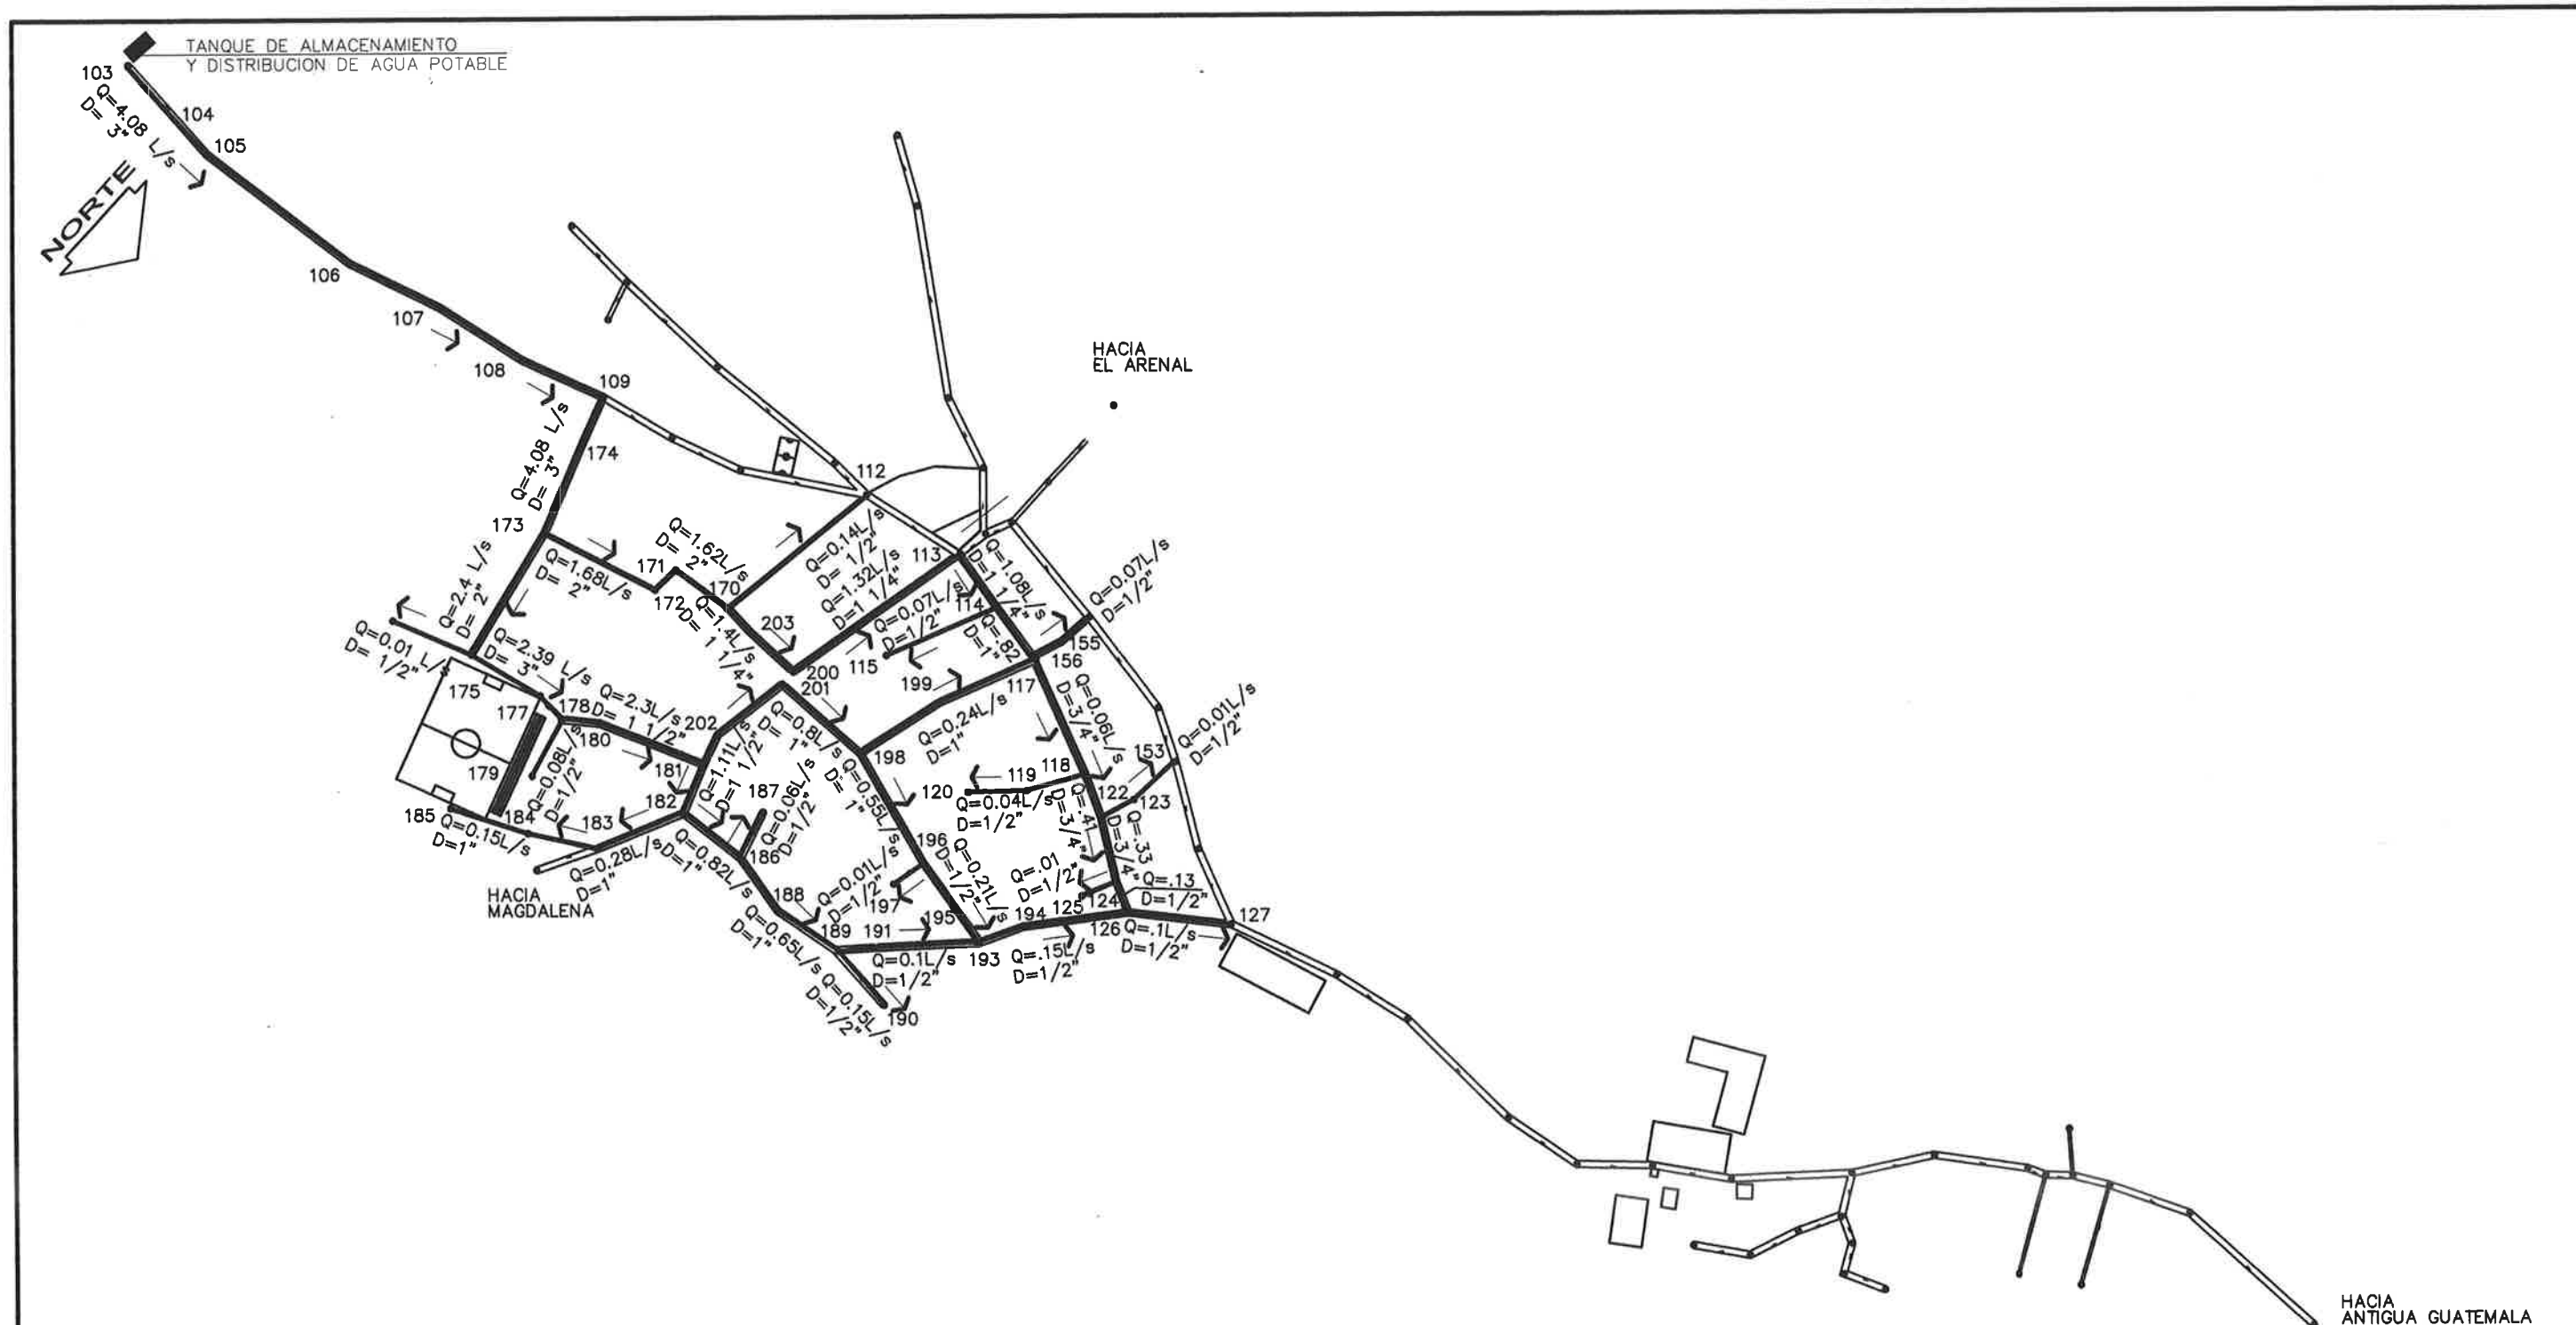 TANQUE DE ALMACENAMIENTO
Y DISTRIBUCION DE AGUA POTABLE
103
Q=4.08 L/s
D= 3"
104
105
NORTE
106
107
108
109
HACIA
EL ARENAL
Q=4.08 L/s
D= 3"
174
173
112
Q=1.62L/s
D= 2"
171
172
170
Q=1.68L/s
D= 2"
Q=2.4 L/s
D= 2"
Q=0.14L/s
D= 1/2"
Q=1.32L/s
D=1 1/4"
113
Q=1.08L/s
D=1 1/4"
Q=0.07L/s
D=1/2"
114
Q=0.07L/s
D=1/2"
Q=.82
D=1"
155
156
Q=1.4L/s
D= 1 1/4"
203
200
201
115
199
117
Q=0.01 L/s
D= 1/2"
Q=2.39 L/s
D= 3"
175
177
178
Q=2.3L/s
D= 1 1/2"
180
202
Q=0.8L/s
D= 1"
198
Q=0.24L/s
D=1"
Q=0.06L/s
D=3/4"
153
Q=0.01L/s
D=1/2"
179
Q=0.08L/s
D=1/2"
181
182
Q=1.11L/s
D=1 1/2"
187
Q=0.06L/s
D=1/2"
Q=0.55L/s
D= 1"
120
119
118
Q=0.04L/s
D=1/2"
122
123
Q=.41
D=3/4"
Q=.33
D=3/4"
185
Q=0.15L/s
D=1"
184
183
Q=0.28L/s
D=1"
HACIA
MAGDALENA
Q=0.82L/s
D=1"
186
188
189
Q=0.65L/s
D=1"
Q=0.01L/s
D=1/2"
197
196
Q=0.21L/s
D=1/2"
Q=.01
D=1/2"
Q=.13
D=1/2"
124
125
126
127
194
195
191
193
Q=0.1L/s
D=1/2"
Q=.15L/s
D=1/2"
Q=.1L/s
D=1/2"
Q=0.15L/s
D=1/2"
190
HACIA
ANTIGUA GUATEMALA